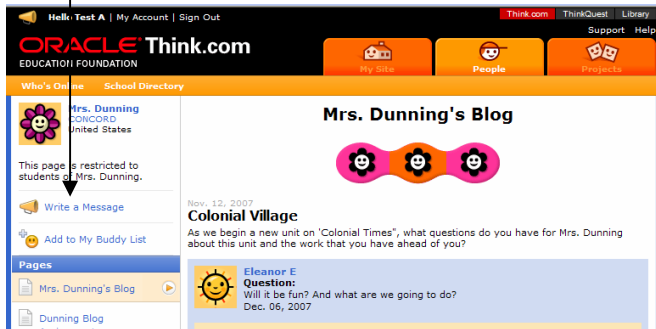 Hello Test A | My Account | Sign Out
Think.com ThinkQuest Library
Support Help
ORACLE Think.com
EDUCATION FOUNDATION
My Site People Projects
Who's Online School Directory
Mrs. Dunning
CONCORD
United States
This page is restricted to
students of Mrs. Dunning.
Write a Message
Add to My Buddy List
Pages
Mrs. Dunning's Blog
Dunning Blog
Mrs. Dunning's Blog
Nov. 12, 2007
Colonial Village
As we begin a new unit on 'Colonial Times", what questions do you have for Mrs. Dunning
about this unit and the work that you have ahead of you?
Eleanor E
Question:
Will it be fun? And what are we going to do?
Dec. 06, 2007